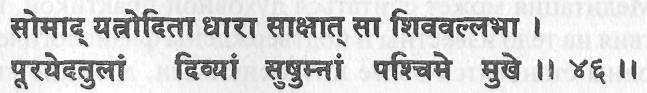 सोमाद् यत्नोदिता धारा साक्षात् सा शिववल्लभा ।
पूरयेदतुलां दिव्यां सुषुम्नां पश्चिमे मुखे ॥ ४६ ॥